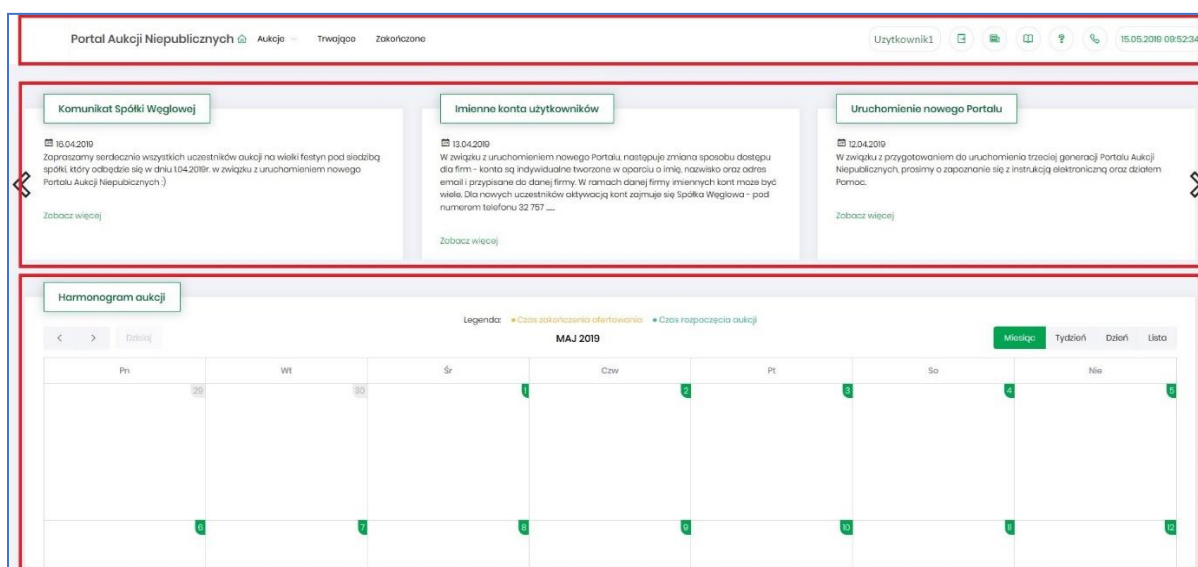 Portal Aukcji Niepublicznych Aukcje Trwające Zakończone Uzytkownik1 15.05.2019 09:52:34
Komunikat Spółki Węglowej
16.04.2019
Zapraszamy serdecznie wszystkich uczestników aukcji na wielki festyn pod siedzibą
spółki, który odbędzie się w dniu 1.04.2019r. w związku z uruchomieniem nowego
Portalu Aukcji Niepubicznych :)
Zobacz więcej
Imienne konta użytkowników
13.04.2019
W związku z uruchomieniem nowego Portalu, następuje zmiana sposobu dostępu
dla firm - konta są indywidualne tworzone w oparciu o imię, nazwisko oraz adres
email i przypisane do danej firmy. W ramach danej firmy imiennych kont może być
wiele. Dla nowych uczestników aktywacją kont zajmuje się Spółka Węglowa - pod
numerem telefonu 32 757 ....
Zobacz więcej
Uruchomienie nowego Portalu
12.04.2019
W związku z przygotowaniem do uruchomienia trzeciej generacji Portalu Aukcji
Niepublicznych, prosimy o zapoznanie się z instrukcją elektroniczną oraz działem
Pomoc.
Zobacz więcej
Harmonogram aukcji
Legenda: Czas zakończenia ofertowania Czas rozpoczęcia aukcji
Dzisiaj MAJ 2019 Miesiąc Tydzień Dzień Lista
Pn Wt Śr Czw Pt So Nie
29 30 1 2 3 4 5
6 7 8 9 10 11 12